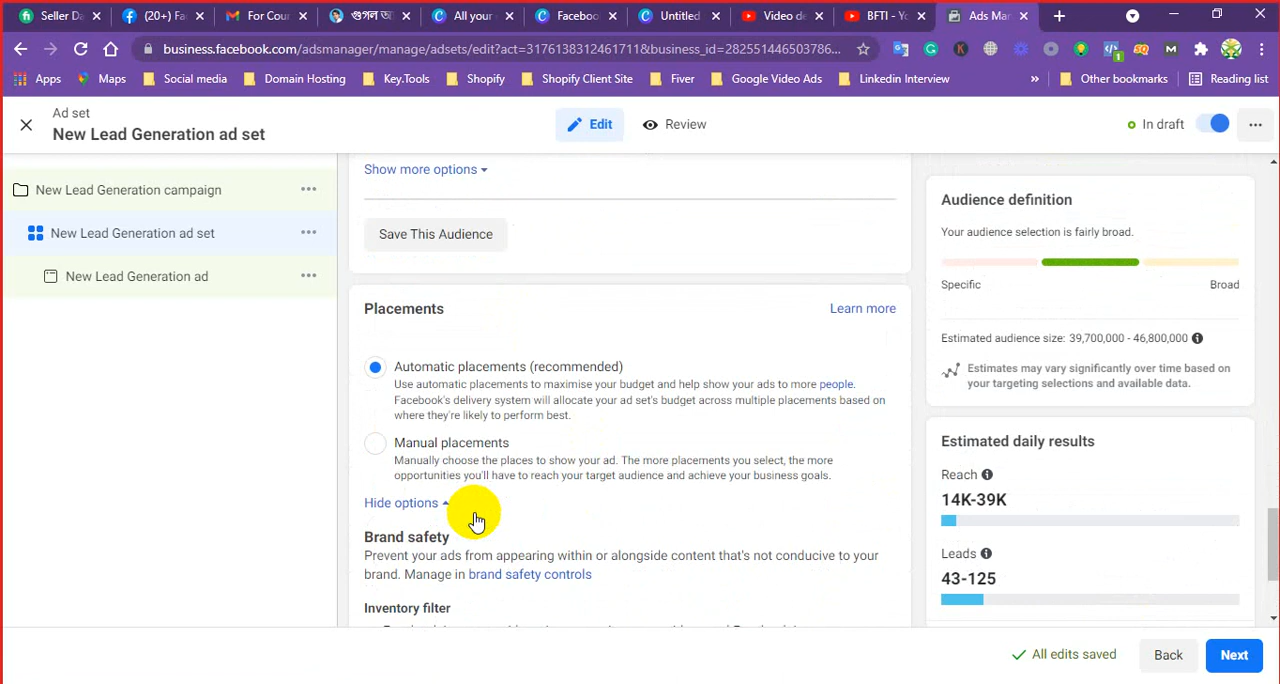 Seller Da
(20+) Fa
For Cour
গুগল অ
All your
Faceboo
Untitled
Video de
BFTI - Yo
Ads Mar
business.facebook.com/adsmanager/manage/adsets/edit?act=3176138312461711&business_id=282551446503786...
Apps
Maps
Social media
Domain Hosting
Key.Tools
Shopify
Shopify Client Site
Fiver
Google Video Ads
Linkedin Interview
»
Other bookmarks
Reading list
Ad set
New Lead Generation ad set
Edit
Review
In draft
New Lead Generation campaign
New Lead Generation ad set
New Lead Generation ad
Show more options
Save This Audience
Placements
Learn more
Automatic placements (recommended)
Use automatic placements to maximise your budget and help show your ads to more people.
Facebook's delivery system will allocate your ad set's budget across multiple placements based on
where they're likely to perform best.
Manual placements
Manually choose the places to show your ad. The more placements you select, the more
opportunities you'll have to reach your target audience and achieve your business goals.
Hide options
Brand safety
Prevent your ads from appearing within or alongside content that's not conducive to your
brand. Manage in brand safety controls
Inventory filter
Audience definition
Your audience selection is fairly broad.
Specific
Broad
Estimated audience size: 39,700,000 - 46,800,000
Estimates may vary significantly over time based on
your targeting selections and available data.
Estimated daily results
Reach
14K-39K
Leads
43-125
All edits saved
Back
Next